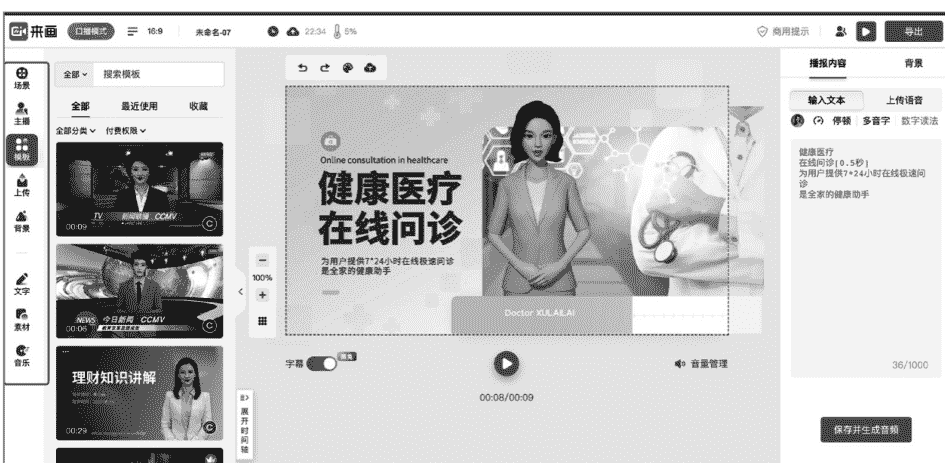 来画
口播模式
16:9
未命名-07
22:34
5%
商用提示
导出
场景
主播
模板
上传
背景
文字
素材
音乐
全部
搜索模板
全部
最近使用
收藏
全部分类
付费权限
TV 新闻联播 CCMV
00:09
NEWS 今日新闻 CCMV
00:06
理财知识讲解
00:29
Online consultation in healthcare
健康医疗
在线问诊
为用户提供7*24小时在线极速问诊
是全家的健康助手
Doctor XULAILAI
100%
字幕
音量管理
00:08/00:09
展开时间轴
播报内容
背景
输入文本
上传语音
停顿
多音字
数字读法
健康医疗
在线问诊[0.5秒]
为用户提供7*24小时在线极速问
诊
是全家的健康助手
36/1000
保存并生成音频